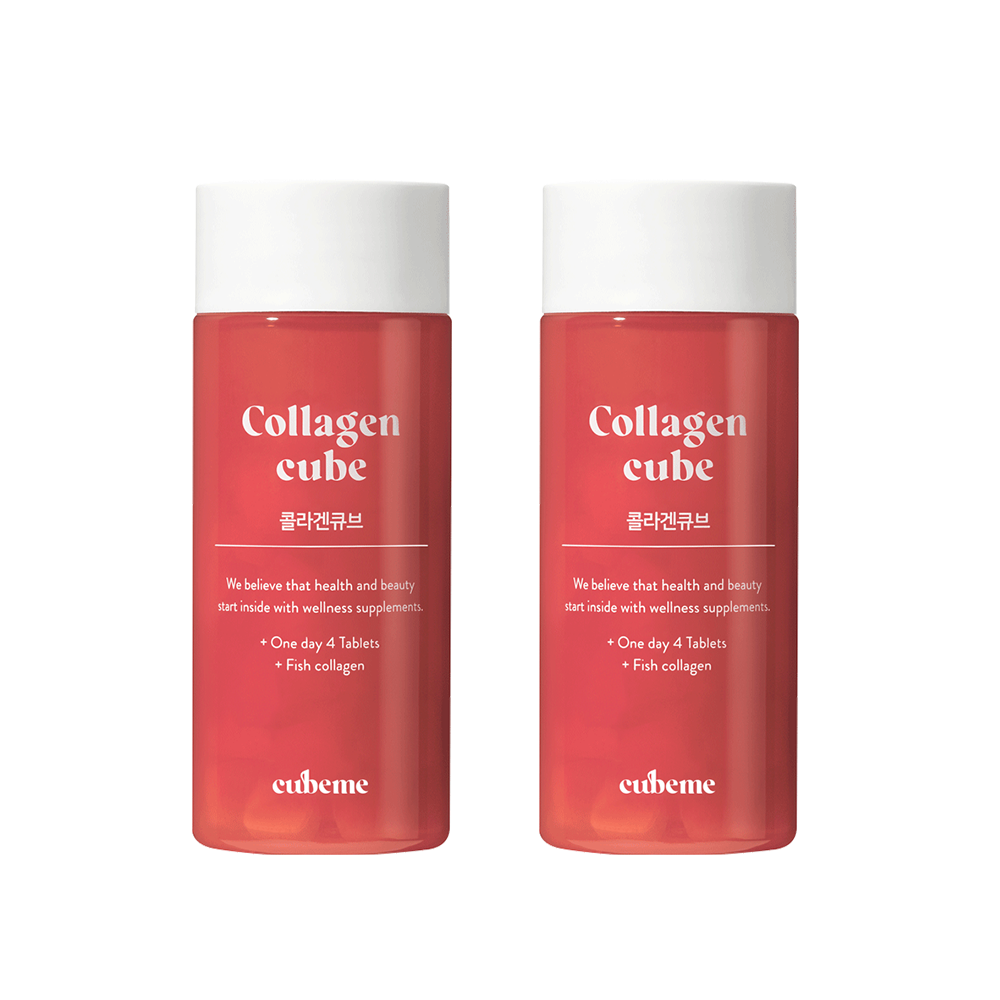 Collagen
cube
콜라겐큐브
We believe that health and beauty
start inside with wellness supplements.
+ One day 4 Tablets
+ Fish collagen
cubeme
Collagen
cube
콜라겐큐브
We believe that health and beauty
start inside with wellness supplements.
+ One day 4 Tablets
+ Fish collagen
cubeme